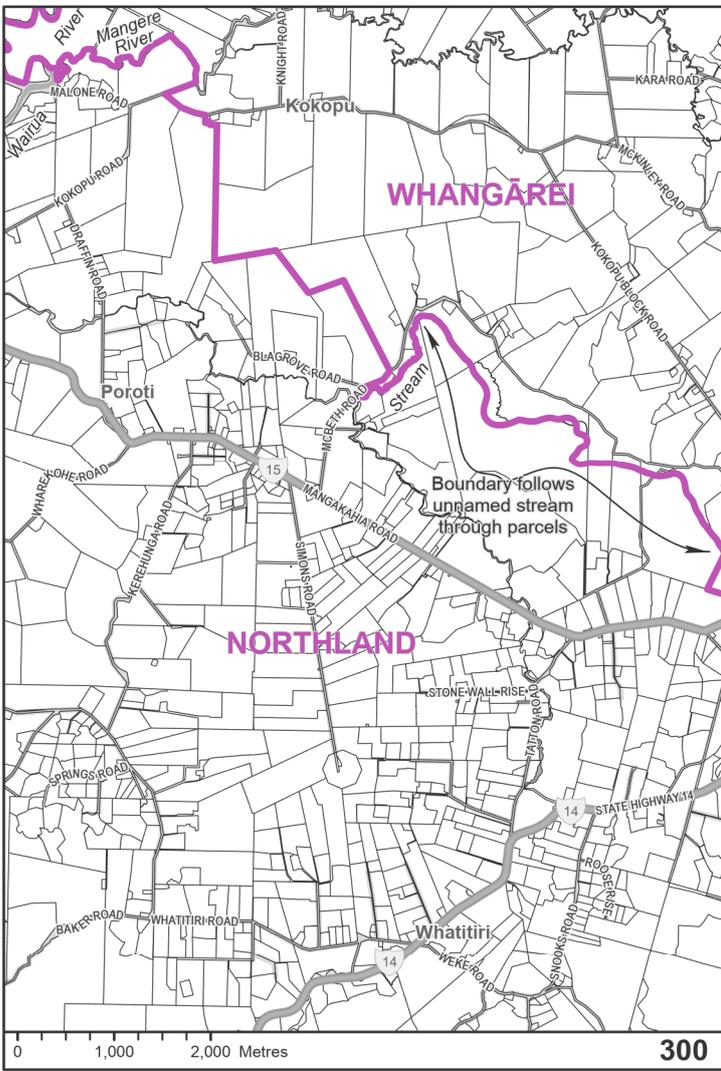 River
Mangere
River
KNIGHT ROAD
KARA ROAD
MALONE ROAD
Kokopu
Wairua
MCKINLEY ROAD
KOKOPU ROAD
WHANGĀREI
DRAFFIN ROAD
KOKOPU BLOCK ROAD
BLAGROVE ROAD
Poroti
MCBETH ROAD
Stream
15
WHAREKOHE ROAD
MANGAKAHIA ROAD
Boundary follows
unnamed stream
through parcels
KEREHUNGA ROAD
SIMONS ROAD
NORTHLAND
STONE WALL RISE
TATTON ROAD
SPRINGS ROAD
14
STATE HIGHWAY 14
ROOSE RISE
BAKER ROAD
WHATITIRI ROAD
Whatitiri
SNOOKS ROAD
14
WEKE ROAD
0 1,000 2,000 Metres
300